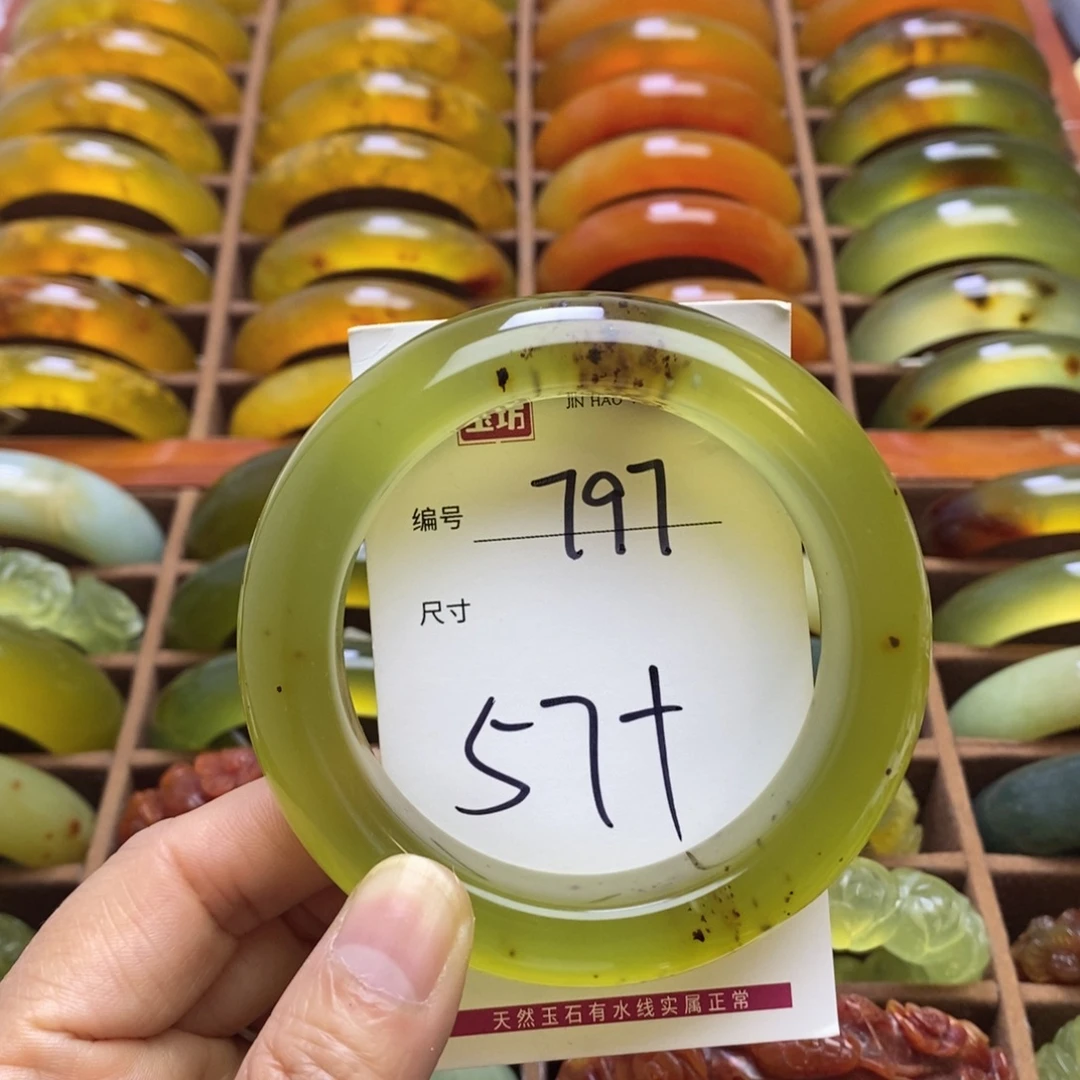 玉坊
JIN HAO
编号 797
尺寸
57+
天然玉石有水线实属正常